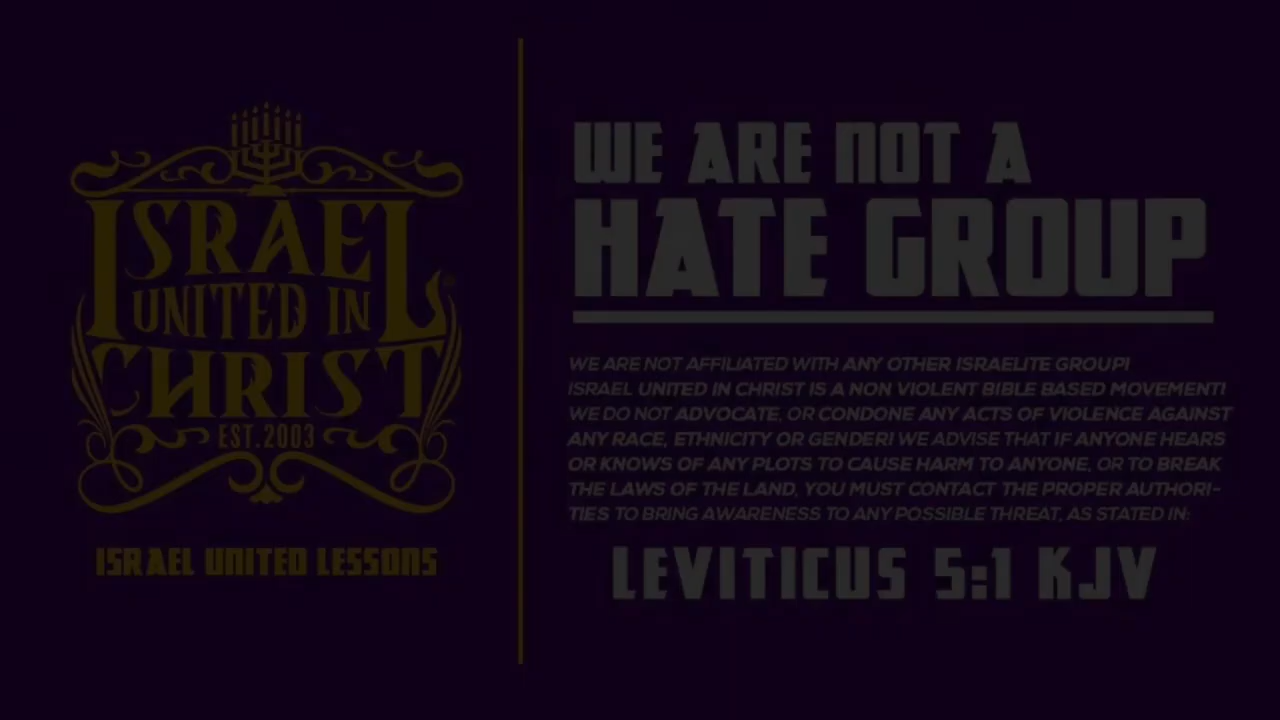 ISRAEL
UNITED IN
CHRIST
EST.2003
ISRAEL UNITED LESSONS
WE ARE NOT A
HATE GROUP
WE ARE NOT AFFILIATED WITH ANY OTHER ISRAELITE GROUP!
ISRAEL UNITED IN CHRIST IS A NON VIOLENT BIBLE BASED MOVEMENT!
WE DO NOT ADVOCATE, OR CONDONE ANY ACTS OF VIOLENCE AGAINST
ANY RACE, ETHNICITY OR GENDER! WE ADVISE THAT IF ANYONE HEARS
OR KNOWS OF ANY PLOTS TO CAUSE HARM TO ANYONE, OR TO BREAK
THE LAWS OF THE LAND, YOU MUST CONTACT THE PROPER AUTHORI-
TIES TO BRING AWARENESS TO ANY POSSIBLE THREAT, AS STATED IN:
LEVITICUS 5:1 KJV